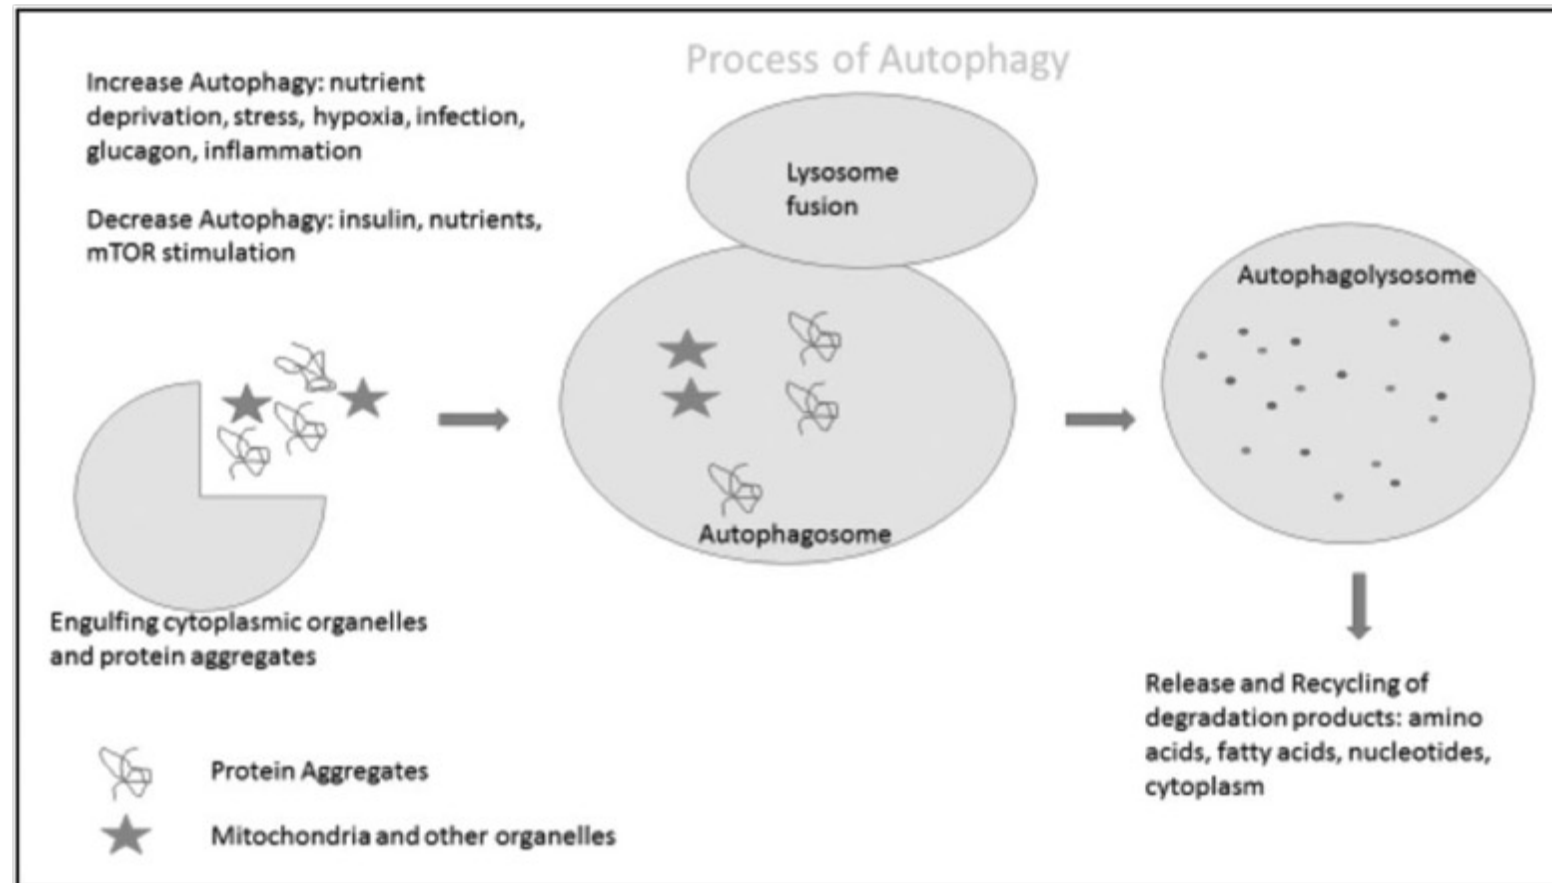 Process of Autophagy
Increase Autophagy: nutrient
deprivation, stress, hypoxia, infection,
glucagon, inflammation
Decrease Autophagy: insulin, nutrients,
mTOR stimulation
Lysosome
fusion
Autophagosome
Autophagolysosome
Engulfing cytoplasmic organelles
and protein aggregates
Release and Recycling of
degradation products: amino
acids, fatty acids, nucleotides,
cytoplasm
Protein Aggregates
Mitochondria and other organelles